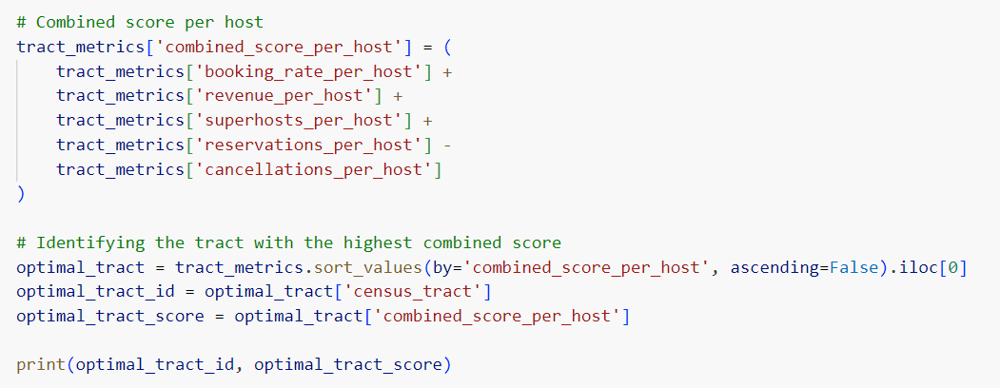 # Combined score per host
tract_metrics['combined_score_per_host'] = (
    tract_metrics['booking_rate_per_host'] +
    tract_metrics['revenue_per_host'] +
    tract_metrics['superhosts_per_host'] +
    tract_metrics['reservations_per_host'] -
    tract_metrics['cancellations_per_host']
)

# Identifying the tract with the highest combined score
optimal_tract = tract_metrics.sort_values(by='combined_score_per_host', ascending=False).iloc[0]
optimal_tract_id = optimal_tract['census_tract']
optimal_tract_score = optimal_tract['combined_score_per_host']

print(optimal_tract_id, optimal_tract_score)